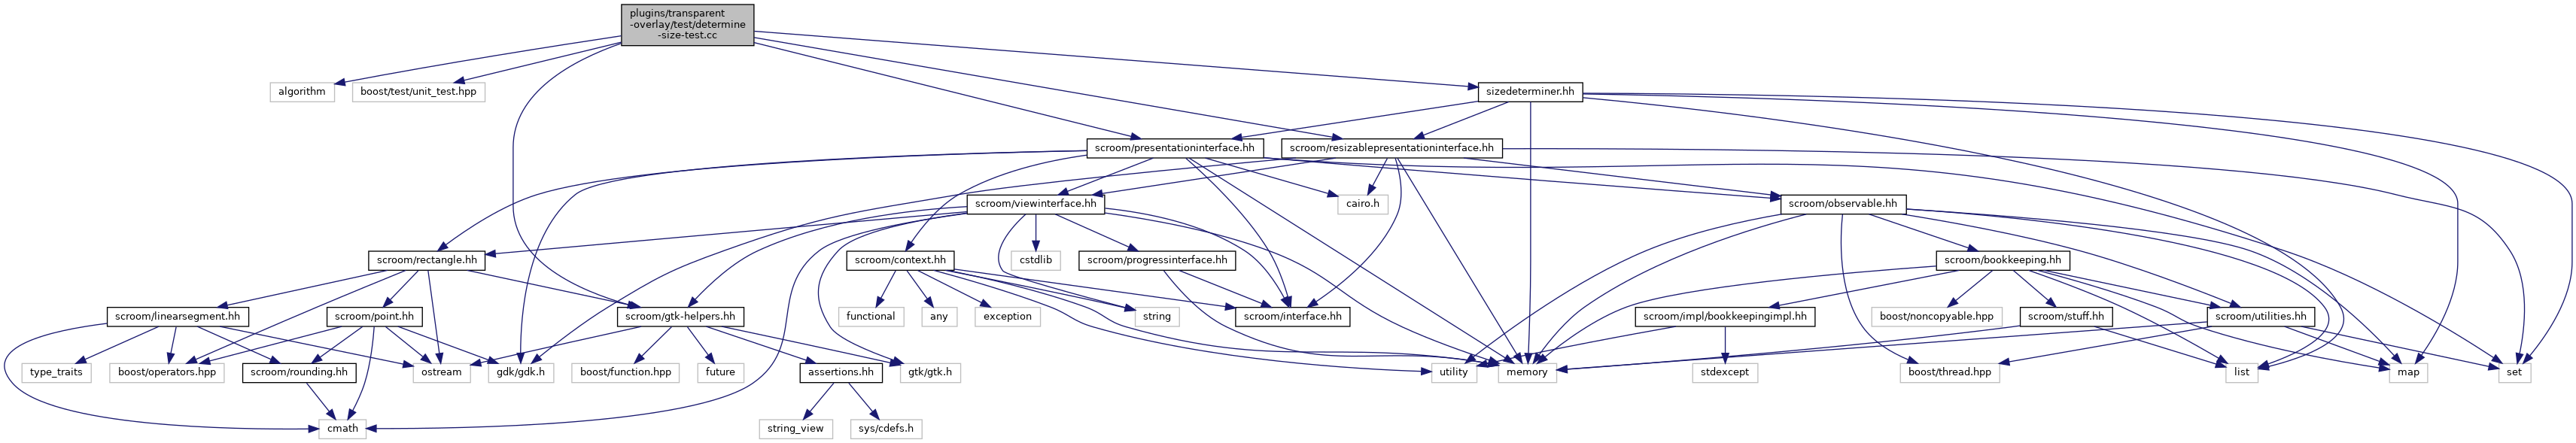 plugins/transparent
-overlay/test/determine
-size-test.cc
algorithm
boost/test/unit_test.hpp
sizedeterminer.hh
scroom/presentationinterface.hh
scroom/resizablepresentationinterface.hh
scroom/viewinterface.hh
cairo.h
scroom/observable.hh
scroom/rectangle.hh
scroom/context.hh
cstdlib
scroom/progressinterface.hh
scroom/bookkeeping.hh
scroom/linearsegment.hh
scroom/point.hh
scroom/gtk-helpers.hh
functional
any
exception
string
scroom/interface.hh
scroom/impl/bookkeepingimpl.hh
boost/noncopyable.hpp
scroom/stuff.hh
scroom/utilities.hh
type_traits
boost/operators.hpp
scroom/rounding.hh
ostream
gdk/gdk.h
boost/function.hpp
future
assertions.hh
gtk/gtk.h
utility
memory
stdexcept
boost/thread.hpp
list
map
set
cmath
string_view
sys/cdefs.h